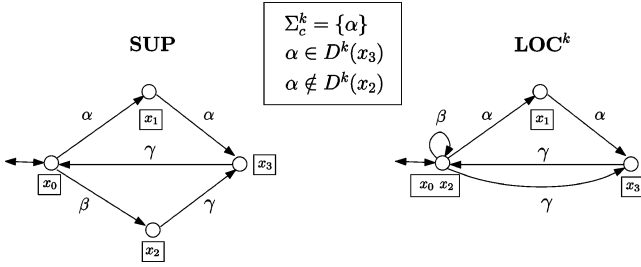 Σ_c^k = {α}
α ∈ D^k(x_3)
α ∉ D^k(x_2)
SUP
α
α
x_1
γ
x_0
x_3
β
γ
x_2
LOC^k
β
α
α
x_1
γ
x_0 x_2
x_3
γ